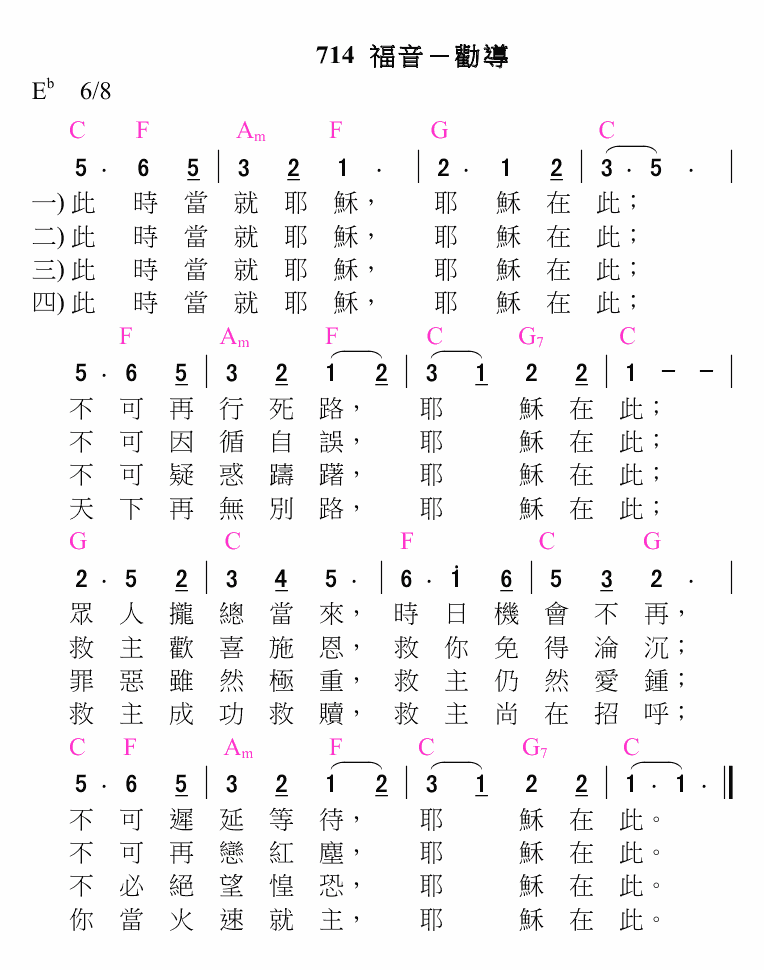 714 福音－勸導
E♭ 6/8
C F Am F G C
5 · 6 5 | 3 2 1 · | 2 · 1 2 | 3 · 5 · |
一) 此 時 當 就 耶 穌， 耶 穌 在 此；
二) 此 時 當 就 耶 穌， 耶 穌 在 此；
三) 此 時 當 就 耶 穌， 耶 穌 在 此；
四) 此 時 當 就 耶 穌， 耶 穌 在 此；
F Am F C G7 C
5 · 6 5 | 3 2 1 2 | 3 1 2 2 | 1 － － |
不 可 再 行 死 路， 耶 穌 在 此；
不 可 因 循 自 誤， 耶 穌 在 此；
不 可 疑 惑 躊 躇， 耶 穌 在 此；
天 下 再 無 別 路， 耶 穌 在 此；
G C F C G
2 · 5 2 | 3 4 5 · | 6 · i 6 | 5 3 2 · |
眾 人 攏 總 當 來， 時 日 機 會 不 再，
救 主 歡 喜 施 恩， 救 你 免 得 淪 沉；
罪 惡 雖 然 極 重， 救 主 仍 然 愛 鍾；
救 主 成 功 救 贖， 救 主 尚 在 招 呼；
C F Am F C G7 C
5 · 6 5 | 3 2 1 2 | 3 1 2 2 | 1 · 1 · ‖
不 可 遲 延 等 待， 耶 穌 在 此。
不 可 再 戀 紅 塵， 耶 穌 在 此。
不 必 絕 望 惶 恐， 耶 穌 在 此。
你 當 火 速 就 主， 耶 穌 在 此。